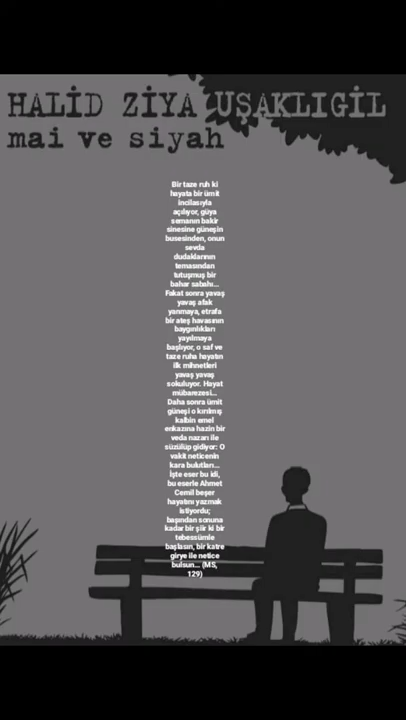 HALİD ZİYA UŞAKLIGİL
mai ve siyah
Bir taze ruh ki
hayata bir ümit
incilasıyla
açılıyor, güya
semanın bakir
sinesine güneşin
busesinden, onun
sevda
dudaklarının
temasından
tutuşmuş bir
bahar sabahı...
Fakat sonra yavaş
yavaş afak
yanmaya, etrafa
bir ateş havasının
baygınlıkları
yayılmaya
başlıyor, o saf ve
taze ruha hayatın
ilk mihnetleri
yavaş yavaş
sokuluyor. Hayat
mübarezesi...
Daha sonra ümit
güneşi o kırılmış
kalbin emel
enkazına hazin bir
veda nazarı ile
süzülüp gidiyor: O
vakit neticenin
kara bulutları...
İşte eser bu idi,
bu eserle Ahmet
Cemil beşer
hayatını yazmak
istiyordu;
başından sonuna
kadar bir şiir ki bir
tebessümle
başlasın, bir katre
girye ile netice
bulsun... (MS,
129)